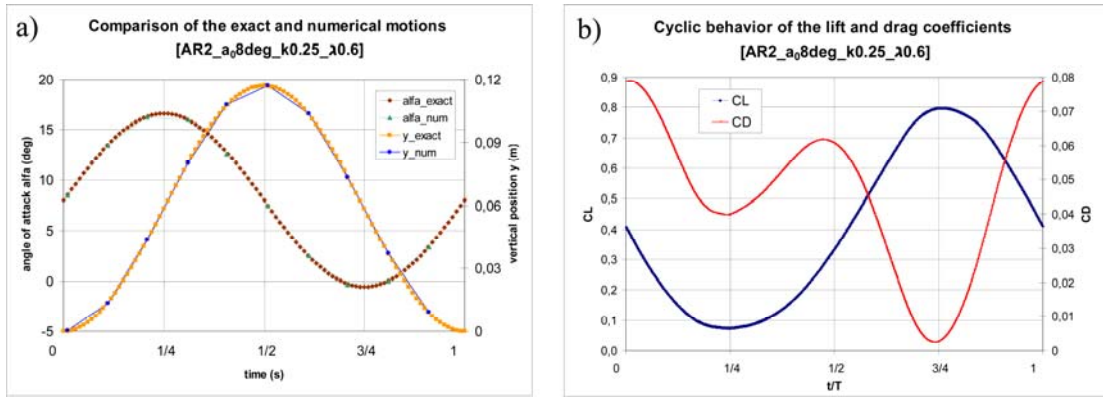 a)
Comparison of the exact and numerical motions
[AR2_a₀8deg_k0.25_λ0.6]
20
15
10
5
0
-5
angle of attack alfa (deg)
alfa_exact
alfa_num
y_exact
y_num
0,12
0,09
0,06
0,03
0
vertical position y (m)
0
1/4
1/2
3/4
1
time (s)
b)
Cyclic behavior of the lift and drag coefficients
[AR2_a₀8deg_k0.25_λ0.6]
0,9
0,8
0,7
0,6
0,5
0,4
0,3
0,2
0,1
0,0
CL
CL
CD
0,08
0,07
0,06
0,05
0,04
0,03
0,02
0,01
0
CD
0
1/4
1/2
3/4
1
t/T